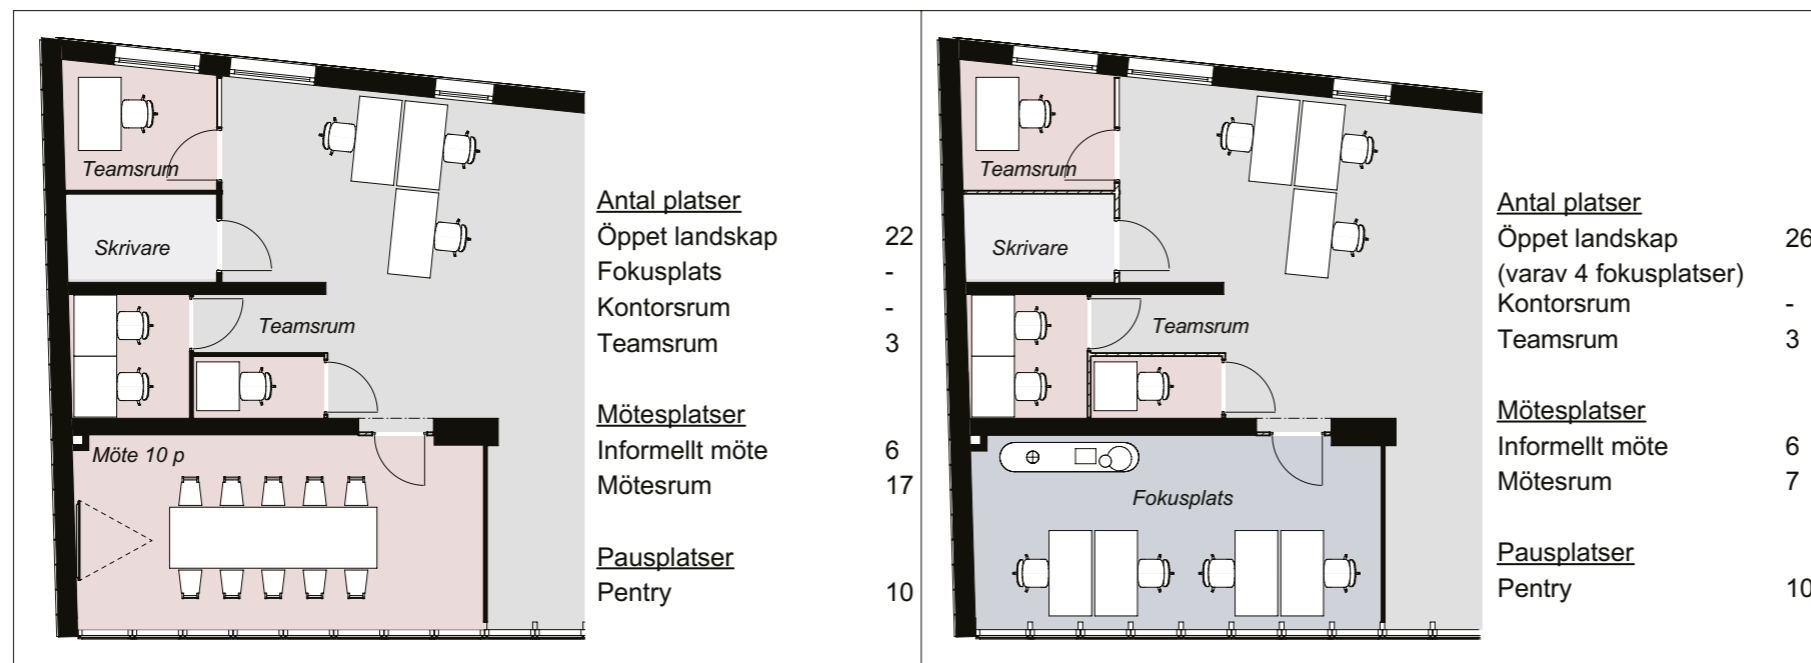 Teamsrum
Skrivare
Teamsrum
Möte 10 p
Antal platser
Öppet landskap 22
Fokusplats -
Kontorsrum -
Teamsrum 3
Mötesplatser
Informellt möte 6
Mötesrum 17
Pausplatser
Pentry 10
Teamsrum
Skrivare
Teamsrum
Fokusplats
Antal platser
Öppet landskap 26
(varav 4 fokusplatser)
Kontorsrum -
Teamsrum 3
Mötesplatser
Informellt möte 6
Mötesrum 7
Pausplatser
Pentry 10